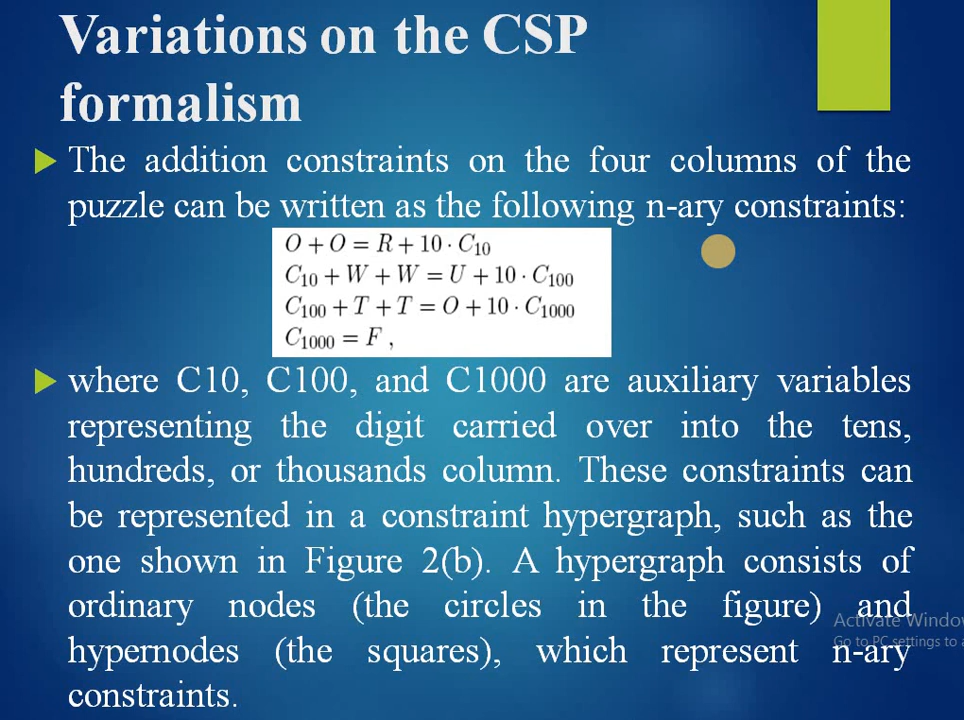 Variations on the CSP
formalism
The addition constraints on the four columns of the
puzzle can be written as the following n-ary constraints:
O + O = R + 10 · C₁₀
C₁₀ + W + W = U + 10 · C₁₀₀
C₁₀₀ + T + T = O + 10 · C₁₀₀₀
C₁₀₀₀ = F ,
where C10, C100, and C1000 are auxiliary variables
representing the digit carried over into the tens,
hundreds, or thousands column. These constraints can
be represented in a constraint hypergraph, such as the
one shown in Figure 2(b). A hypergraph consists of
ordinary nodes (the circles in the figure) and
hypernodes (the squares), which represent n-ary
constraints.
Activate Window
Go to PC settings to a